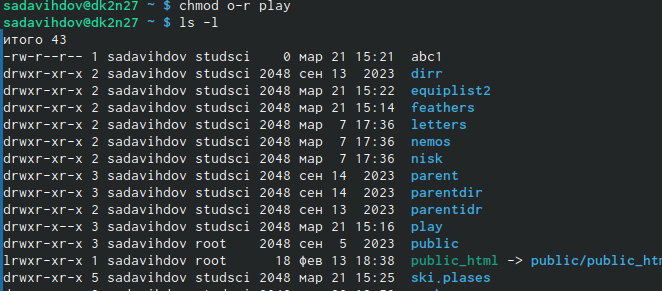 sadavihdov@dk2n27 ~ $ chmod o-r play
sadavihdov@dk2n27 ~ $ ls -l
итого 43
-rw-r--r-- 1 sadavihdov studsci    0 мар 21 15:21 abc1
drwxr-xr-x 2 sadavihdov studsci 2048 сен 13  2023 dirr
drwxr-xr-x 2 sadavihdov studsci 2048 мар 21 15:22 equiplist2
drwxr-xr-x 2 sadavihdov studsci 2048 мар 21 15:14 feathers
drwxr-xr-x 2 sadavihdov studsci 2048 мар  7 17:36 letters
drwxr-xr-x 2 sadavihdov studsci 2048 мар  7 17:36 nemos
drwxr-xr-x 2 sadavihdov studsci 2048 мар  7 17:36 nisk
drwxr-xr-x 3 sadavihdov studsci 2048 сен 14  2023 parent
drwxr-xr-x 3 sadavihdov studsci 2048 сен 14  2023 parentdir
drwxr-xr-x 2 sadavihdov studsci 2048 сен 13  2023 parentidr
drwxr-x--x 3 sadavihdov studsci 2048 мар 21 15:16 play
drwxr-xr-x 3 sadavihdov root    2048 сен  5  2023 public
lrwxr-xr-x 1 sadavihdov root      18 фев 13 18:38 public_html -> public/public_htm
drwxr-xr-x 5 sadavihdov studsci 2048 мар 21 15:25 ski.plases